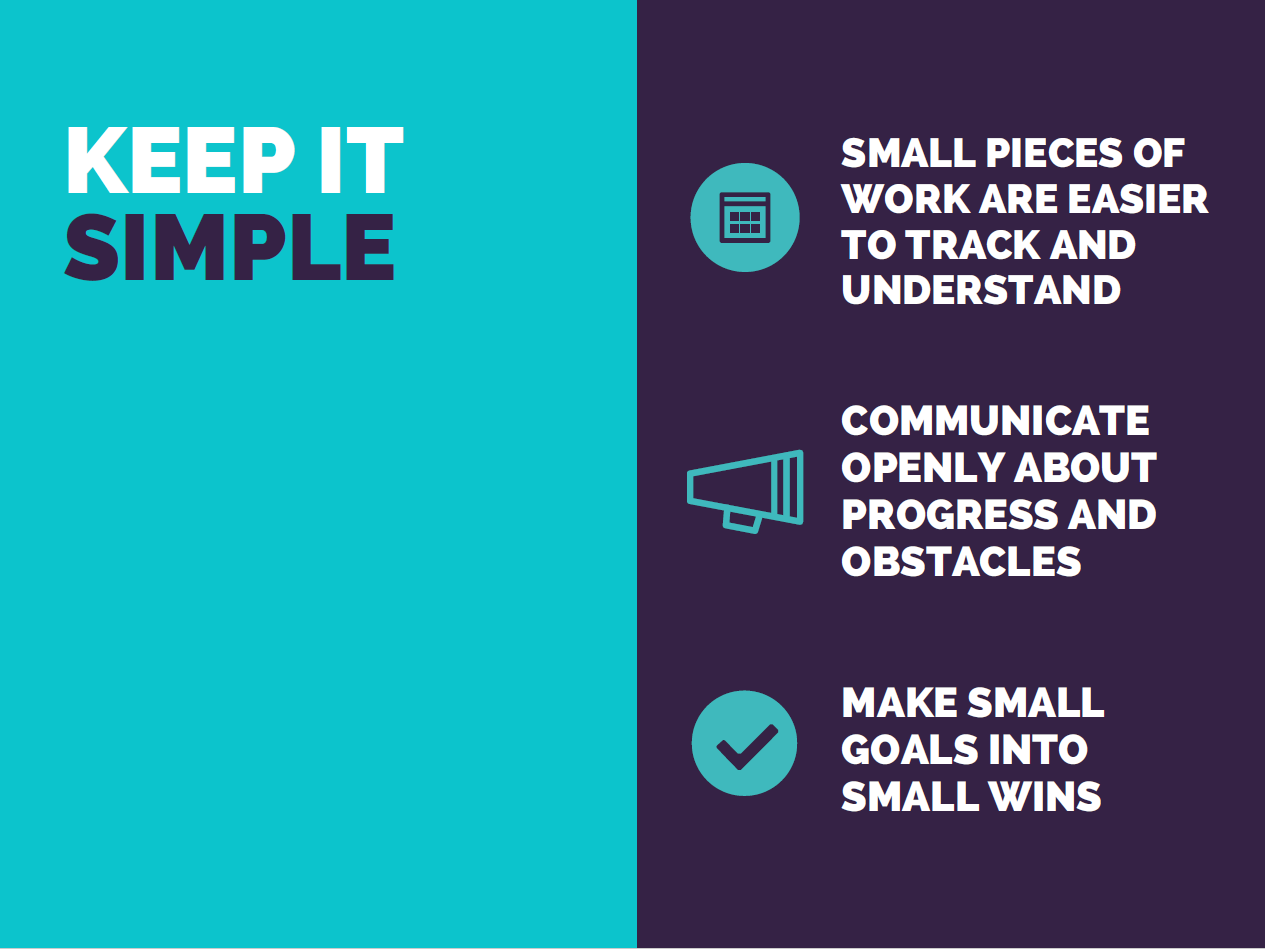 KEEP IT
SIMPLE
SMALL PIECES OF
WORK ARE EASIER
TO TRACK AND
UNDERSTAND
COMMUNICATE
OPENLY ABOUT
PROGRESS AND
OBSTACLES
MAKE SMALL
GOALS INTO
SMALL WINS